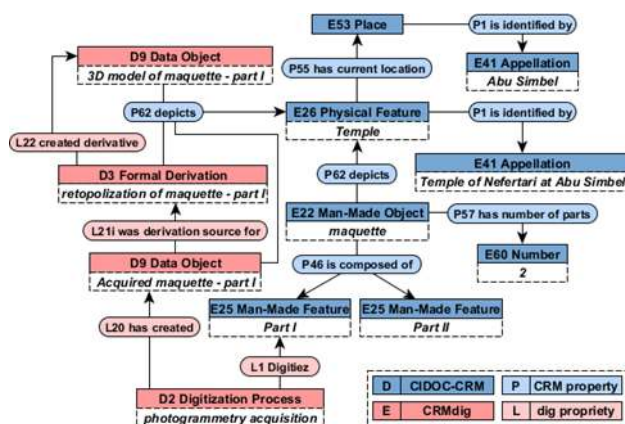 E53 Place
P1 is identified by
D9 Data Object
3D model of maquette - part I
P55 has current location
E41 Appellation
Abu Simbel
P62 depicts
E26 Physical Feature
Temple
P1 is identified by
L22 created derivative
D3 Formal Derivation
retopolization of maquette - part I
P62 depicts
E41 Appellation
Temple of Nefertari at Abu Simbel
L21i was derivation source for
E22 Man-Made Object
maquette
P57 has number of parts
D9 Data Object
Acquired maquette - part I
P46 is composed of
E60 Number
2
E25 Man-Made Feature
Part I
E25 Man-Made Feature
Part II
L20 has created
L1 Digitiez
D2 Digitization Process
photogrammetry acquisition
D CIDOC-CRM
P CRM property
E CRMdig
L dig propriety